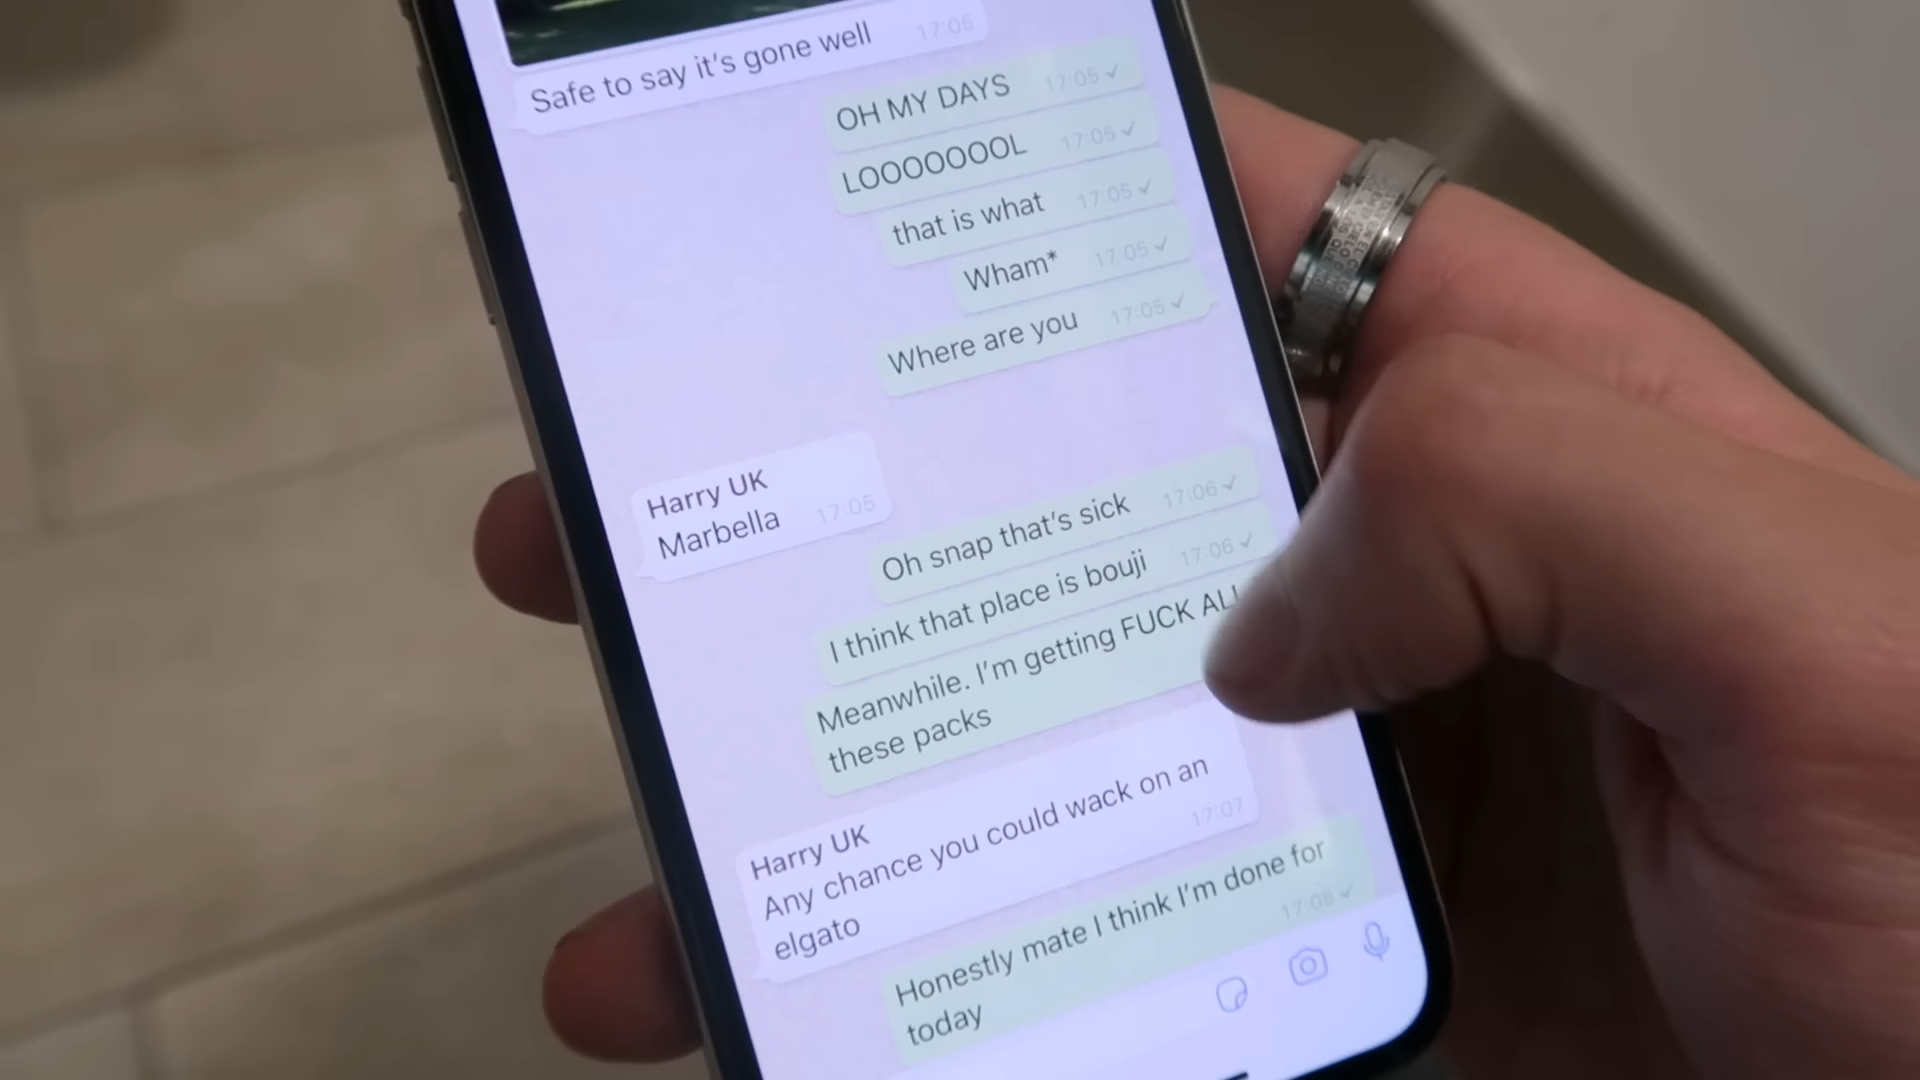 Safe to say it's gone well 17:05
OH MY DAYS 17:05
LOOOOOOOL 17:05
that is what 17:05
Wham* 17:05
Where are you 17:05
Harry UK
Marbella 17:05
Oh snap that's sick 17:06
I think that place is bouji 17:06
Meanwhile. I'm getting FUCK ALL
these packs
Harry UK
Any chance you could wack on an
elgato 17:07
Honestly mate I think I'm done for
today 17:08